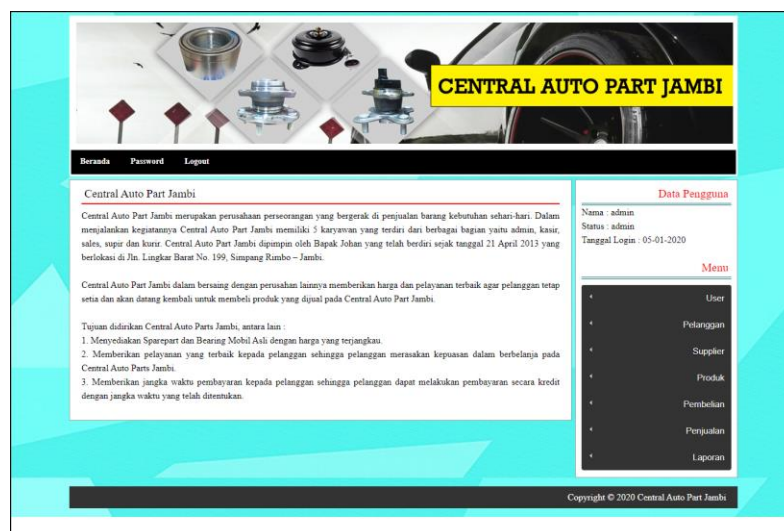 CENTRAL AUTO PART JAMBI
Beranda Password Logout
Central Auto Part Jambi
Central Auto Part Jambi merupakan perusahaan perseorangan yang bergerak di penjualan barang kebutuhan sehari-hari. Dalam
menjalankan kegiatannya Central Auto Part Jambi memiliki 5 karyawan yang terdiri dari berbagai bagian yaitu admin, kasir,
sales, supir dan kurir. Central Auto Part Jambi dipimpin oleh Bapak Johan yang telah berdiri sejak tanggal 21 April 2013 yang
berlokasi di Jln. Lingkar Barat No. 199, Simpang Rimbo – Jambi.
Central Auto Part Jambi dalam bersaing dengan perusahan lainnya memberikan harga dan pelayanan terbaik agar pelanggan tetap
setia dan akan datang kembali untuk membeli produk yang dijual pada Central Auto Part Jambi.
Tujuan didirikan Central Auto Parts Jambi, antara lain :
1. Menyediakan Sparepart dan Bearing Mobil Asli dengan harga yang terjangkau.
2. Memberikan pelayanan yang terbaik kepada pelanggan sehingga pelanggan merasakan kepuasan dalam berbelanja pada
Central Auto Parts Jambi.
3. Memberikan jangka waktu pembayaran kepada pelanggan sehingga pelanggan dapat melakukan pembayaran secara kredit
dengan jangka waktu yang telah ditentukan.
Data Pengguna
Nama : admin
Status : admin
Tanggal Login : 05-01-2020
Menu
User
Pelanggan
Supplier
Produk
Pembelian
Penjualan
Laporan
Copyright © 2020 Central Auto Part Jambi